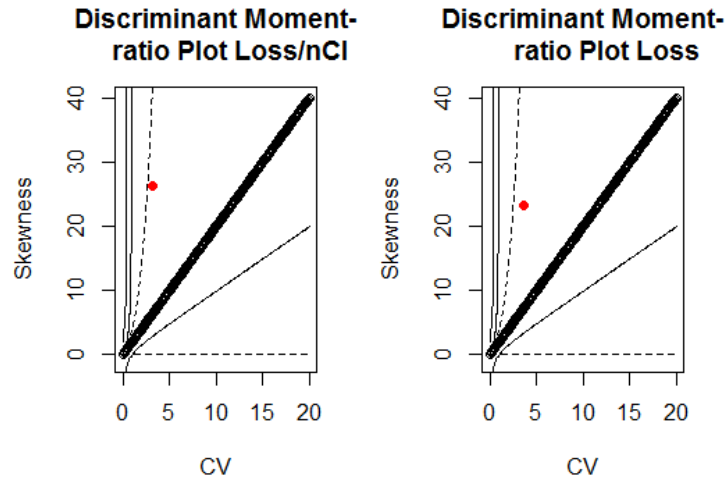 Discriminant Moment-
ratio Plot Loss/nCl
Skewness
40
30
20
10
0
0 5 10 15 20
CV
Discriminant Moment-
ratio Plot Loss
Skewness
40
30
20
10
0
0 5 10 15 20
CV